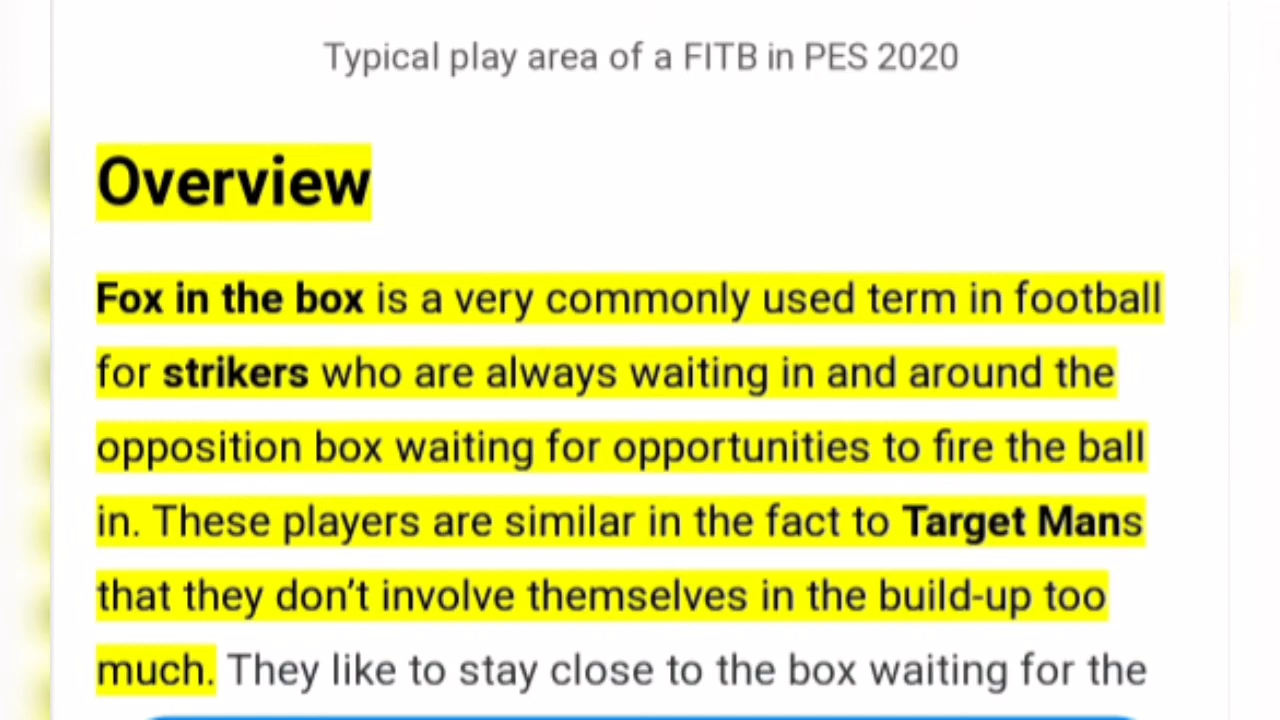 Typical play area of a FITB in PES 2020
Overview
Fox in the box is a very commonly used term in football
for strikers who are always waiting in and around the
opposition box waiting for opportunities to fire the ball
in. These players are similar in the fact to Target Mans
that they don’t involve themselves in the build-up too
much. They like to stay close to the box waiting for the